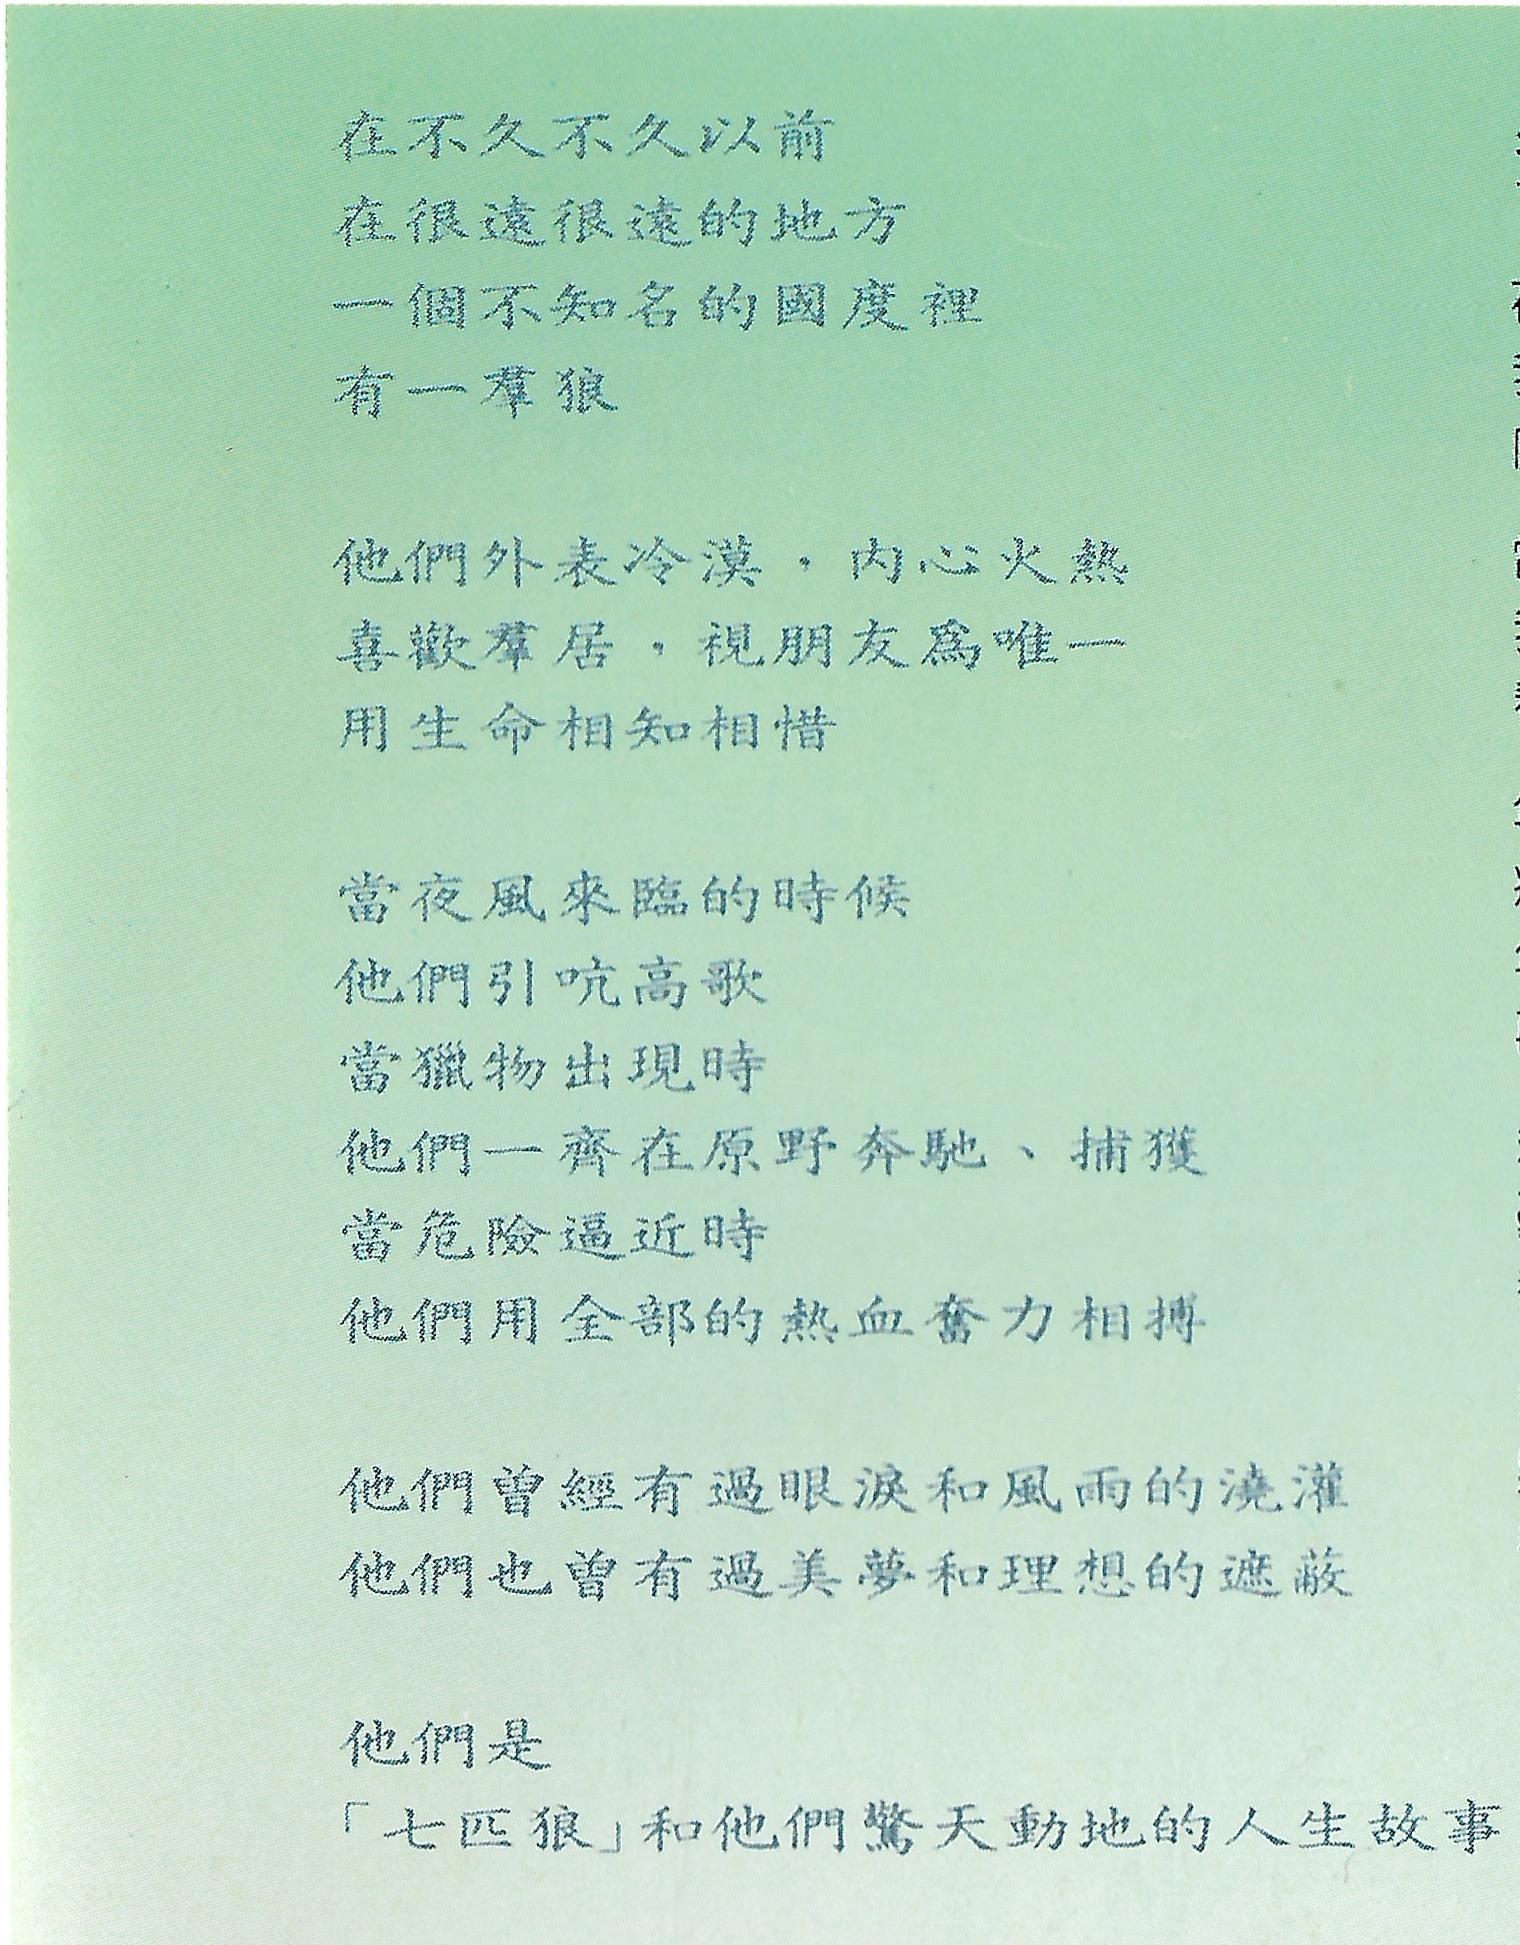 在不久不久以前
在很遠很遠的地方
一個不知名的國度裡
有一羣狼
他們外表冷漠，內心火熱
喜歡羣居，視朋友為唯一
用生命相知相惜
當夜風來臨的時候
他們引吭高歌
當獵物出現時
他們一齊在原野奔馳、捕獲
當危險逼近時
他們用全部的熱血奮力相搏
他們曾經有過眼淚和風雨的澆灌
他們也曾有過美夢和理想的遮蔽
他們是
「七匹狼」和他們驚天動地的人生故事